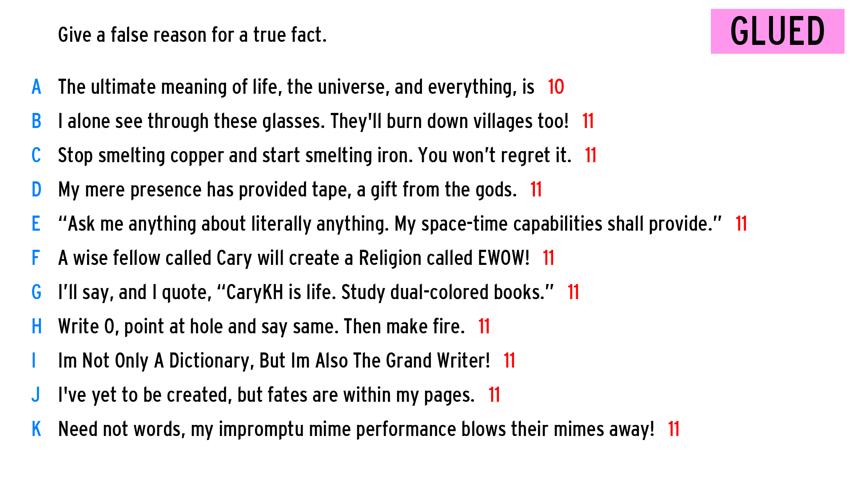 Give a false reason for a true fact.
GLUED
A The ultimate meaning of life, the universe, and everything, is 10
B I alone see through these glasses. They'll burn down villages too! 11
C Stop smelting copper and start smelting iron. You won’t regret it. 11
D My mere presence has provided tape, a gift from the gods. 11
E “Ask me anything about literally anything. My space-time capabilities shall provide.” 11
F A wise fellow called Cary will create a Religion called EWOW! 11
G I’ll say, and I quote, “CaryKH is life. Study dual-colored books.” 11
H Write O, point at hole and say same. Then make fire. 11
I Im Not Only A Dictionary, But Im Also The Grand Writer! 11
J I've yet to be created, but fates are within my pages. 11
K Need not words, my impromptu mime performance blows their mimes away! 11